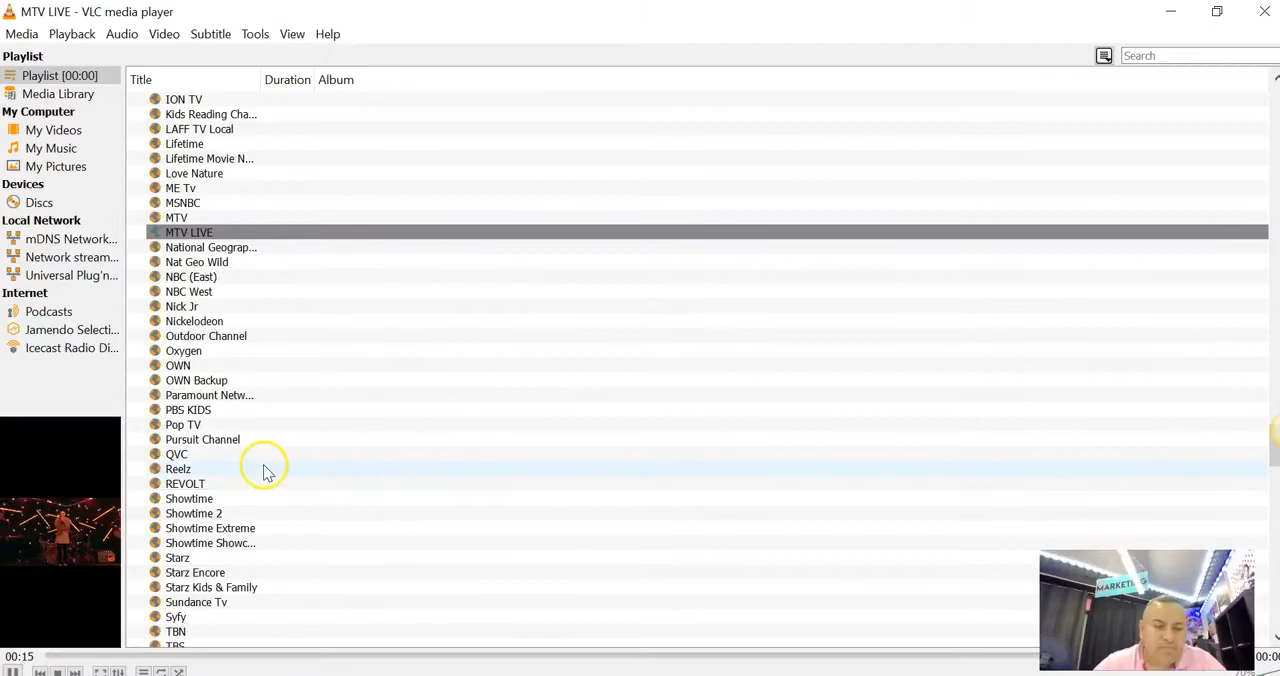 MTV LIVE - VLC media player
Media Playback Audio Video Subtitle Tools View Help
Playlist
Search
Playlist [00:00]
Title Duration Album
Media Library
ION TV
My Computer
Kids Reading Cha...
My Videos
LAFF TV Local
My Music
Lifetime
My Pictures
Lifetime Movie N...
Devices
Love Nature
Discs
ME Tv
Local Network
MSNBC
mDNS Network...
MTV
Network stream...
MTV LIVE
Universal Plug'n...
National Geograp...
Internet
Nat Geo Wild
Podcasts
NBC (East)
Jamendo Selecti...
NBC West
Icecast Radio Di...
Nick Jr
Nickelodeon
Outdoor Channel
Oxygen
OWN
OWN Backup
Paramount Netw...
PBS KIDS
Pop TV
Pursuit Channel
QVC
Reelz
REVOLT
Showtime
Showtime 2
Showtime Extreme
Showtime Showc...
Starz
Starz Encore
Starz Kids & Family
Sundance Tv
Syfy
TBN
TBS
MARKETING
00:15
00:00
70%